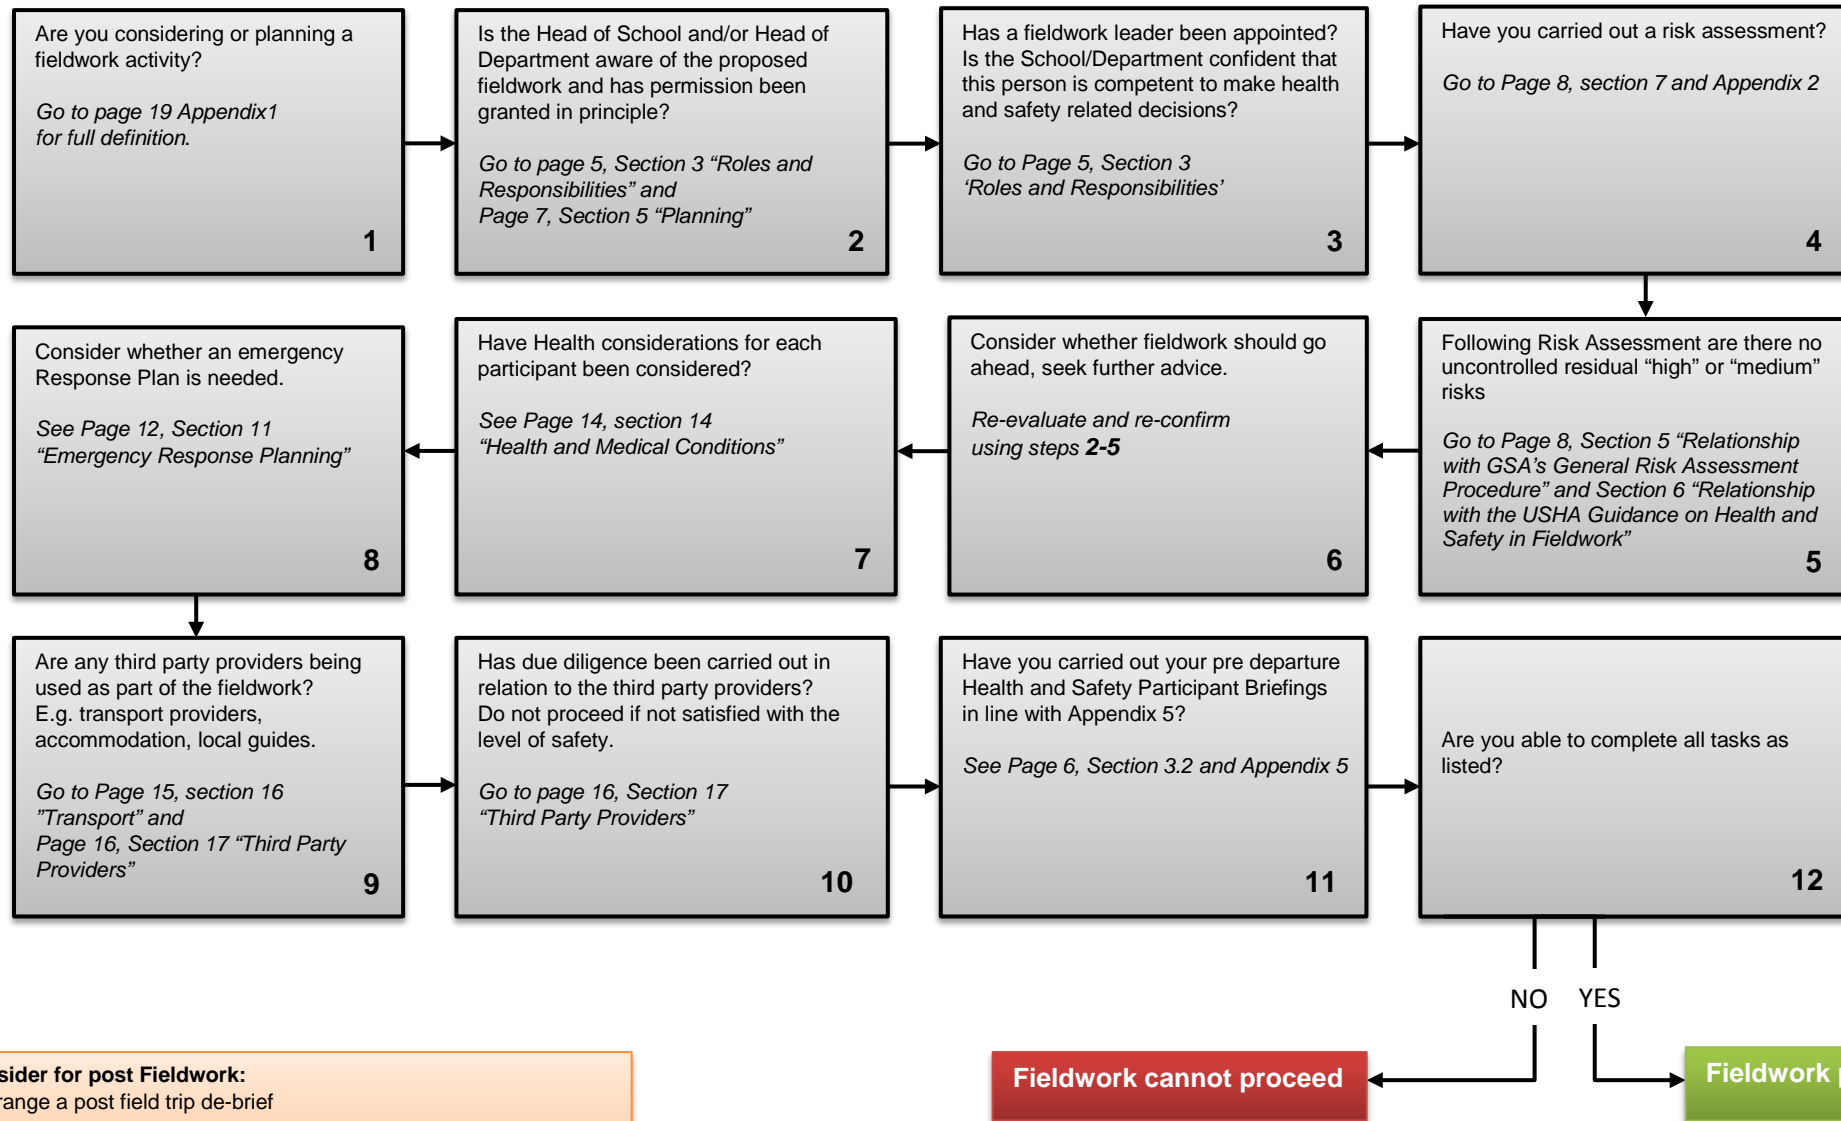 Are you considering or planning a
fieldwork activity?
Go to page 19 Appendix1
for full definition.
1
Is the Head of School and/or Head of
Department aware of the proposed
fieldwork and has permission been
granted in principle?
Go to page 5, Section 3 “Roles and
Responsibilities” and
Page 7, Section 5 “Planning”
2
Has a fieldwork leader been appointed?
Is the School/Department confident that
this person is competent to make health
and safety related decisions?
Go to Page 5, Section 3
‘Roles and Responsibilities’
3
Have you carried out a risk assessment?
Go to Page 8, section 7 and Appendix 2
4
Following Risk Assessment are there no
uncontrolled residual “high” or “medium”
risks
Go to Page 8, Section 5 “Relationship
with GSA’s General Risk Assessment
Procedure” and Section 6 “Relationship
with the USHA Guidance on Health and
Safety in Fieldwork”
5
Consider whether fieldwork should go
ahead, seek further advice.
Re-evaluate and re-confirm
using steps 2-5
6
Have Health considerations for each
participant been considered?
See Page 14, section 14
“Health and Medical Conditions”
7
Consider whether an emergency
Response Plan is needed.
See Page 12, Section 11
“Emergency Response Planning”
8
Are any third party providers being
used as part of the fieldwork?
E.g. transport providers,
accommodation, local guides.
Go to Page 15, section 16
”Transport” and
Page 16, Section 17 “Third Party
Providers”
9
Has due diligence been carried out in
relation to the third party providers?
Do not proceed if not satisfied with the
level of safety.
Go to page 16, Section 17
“Third Party Providers”
10
Have you carried out your pre departure
Health and Safety Participant Briefings
in line with Appendix 5?
See Page 6, Section 3.2 and Appendix 5
11
Are you able to complete all tasks as
listed?
12
NO YES
Fieldwork cannot proceed
Fieldwork
for post Fieldwork:
a post field trip de-brief